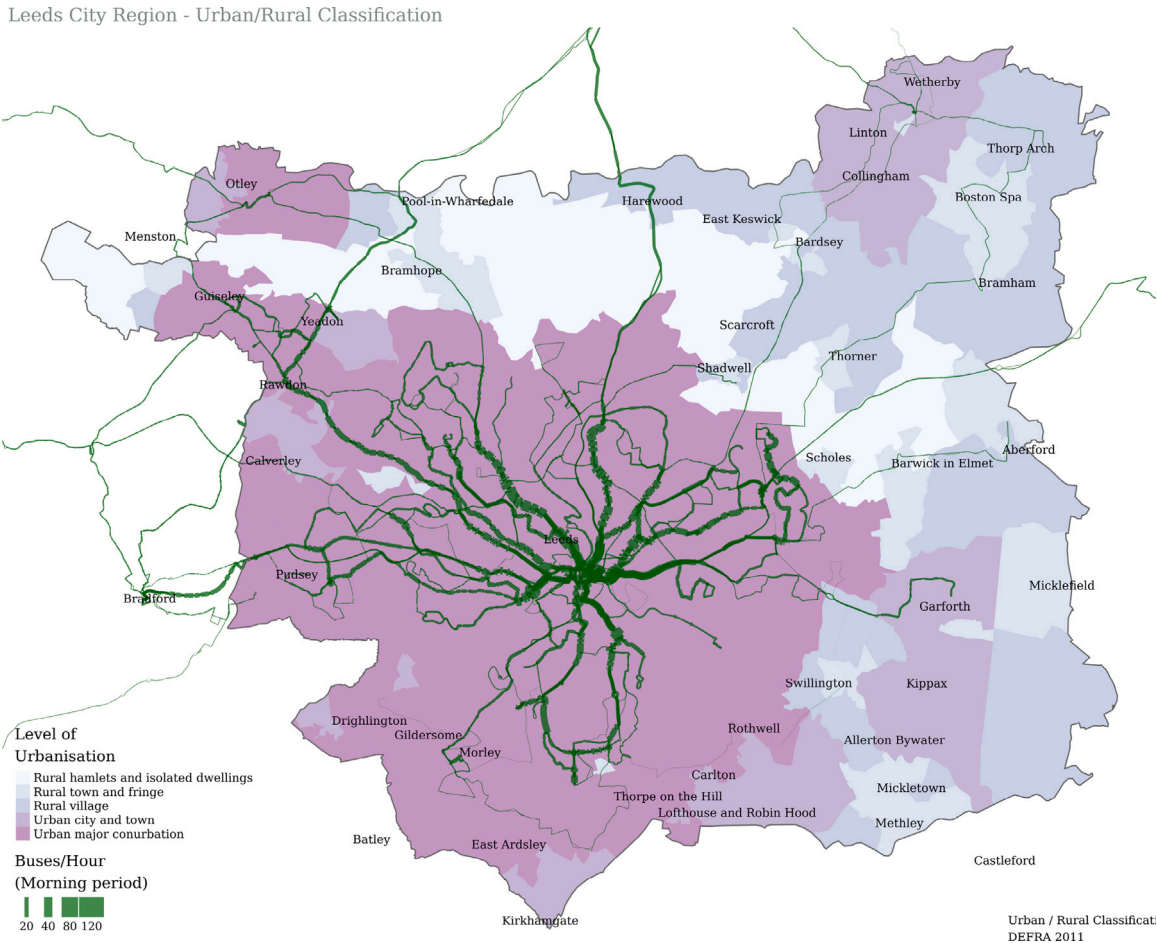 Leeds City Region - Urban/Rural Classification
Wetherby
Linton
Thorp Arch
Collingham
Otley
Boston Spa
Pool-in-Wharfedale
Harewood
East Keswick
Menston
Bardsey
Bramhope
Bramham
Guiseley
Yeadon
Scarcroft
Thorner
Shadwell
Rawdon
Aberford
Scholes
Calverley
Barwick in Elmet
Leeds
Pudsey
Micklefield
Bradford
Garforth
Swillington
Kippax
Drighlington
Rothwell
Gildersome
Allerton Bywater
Morley
Carlton
Mickletown
Thorpe on the Hill
Lofthouse and Robin Hood
Methley
Batley
East Ardsley
Castleford
Kirkhamgate
Level of
Urbanisation
Rural hamlets and isolated dwellings
Rural town and fringe
Rural village
Urban city and town
Urban major conurbation
Buses/Hour
(Morning period)
20 40 80 120
Urban / Rural Classificati
DEFRA 2011